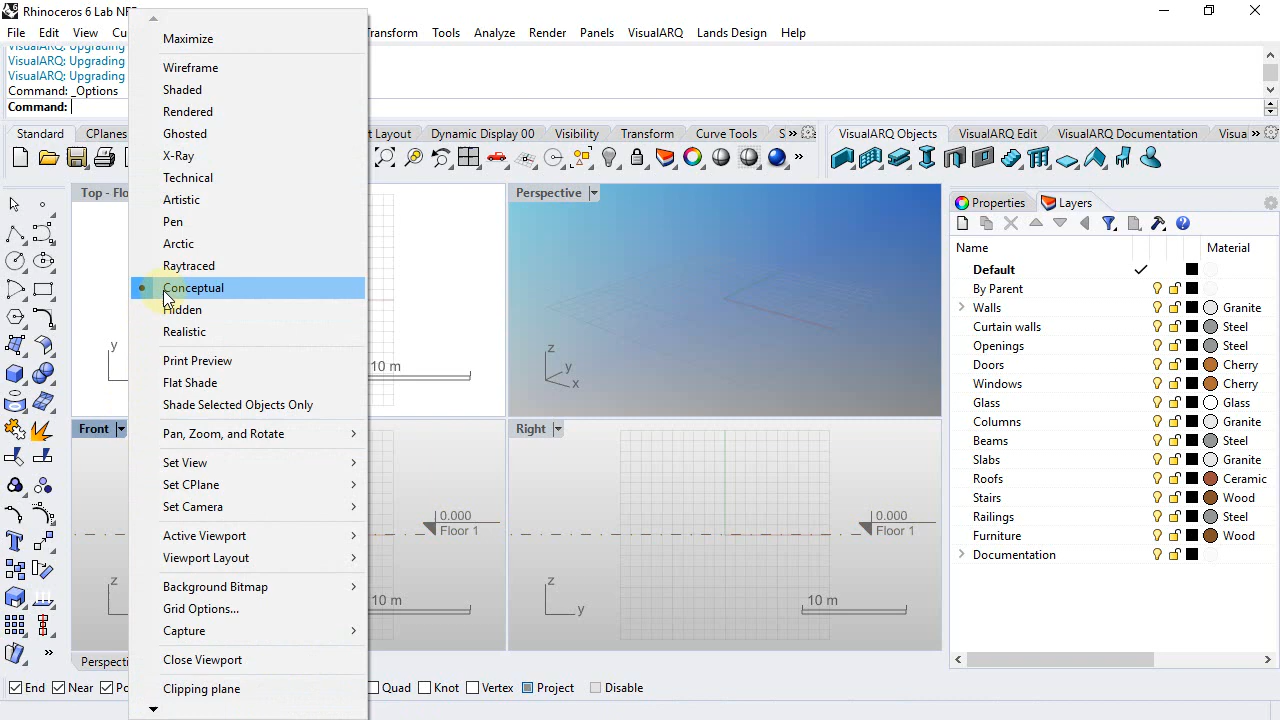 Rhinoceros 6 Lab NFR
File Edit View Cu
Transform Tools Analyze Render Panels VisualARQ Lands Design Help
VisualARQ: Upgrading
VisualARQ: Upgrading
VisualARQ: Upgrading
Command: _Options
Command:
Standard CPlanes
t Layout Dynamic Display 00 Visibility Transform Curve Tools S »
VisualARQ Objects VisualARQ Edit VisualARQ Documentation Visua »
»
Maximize
Wireframe
Shaded
Rendered
Ghosted
X-Ray
Technical
Artistic
Pen
Arctic
Raytraced
Conceptual
Hidden
Realistic
Print Preview
Flat Shade
Shade Selected Objects Only
Pan, Zoom, and Rotate
Set View
Set CPlane
Set Camera
Active Viewport
Viewport Layout
Background Bitmap
Grid Options...
Capture
Close Viewport
Clipping plane
Top - Flo
y
10 m
Perspective
z
y
x
Front
z
0.000
Floor 1
10 m
Right
z
y
0.000
Floor 1
10 m
Perspecti
»
Properties Layers
Name Material
Default
By Parent
Walls Granite
Curtain walls Steel
Openings Steel
Doors Cherry
Windows Cherry
Glass Glass
Columns Granite
Beams Steel
Slabs Granite
Roofs Ceramic
Stairs Wood
Railings Steel
Furniture Wood
Documentation
End Near Po
Quad Knot Vertex Project Disable